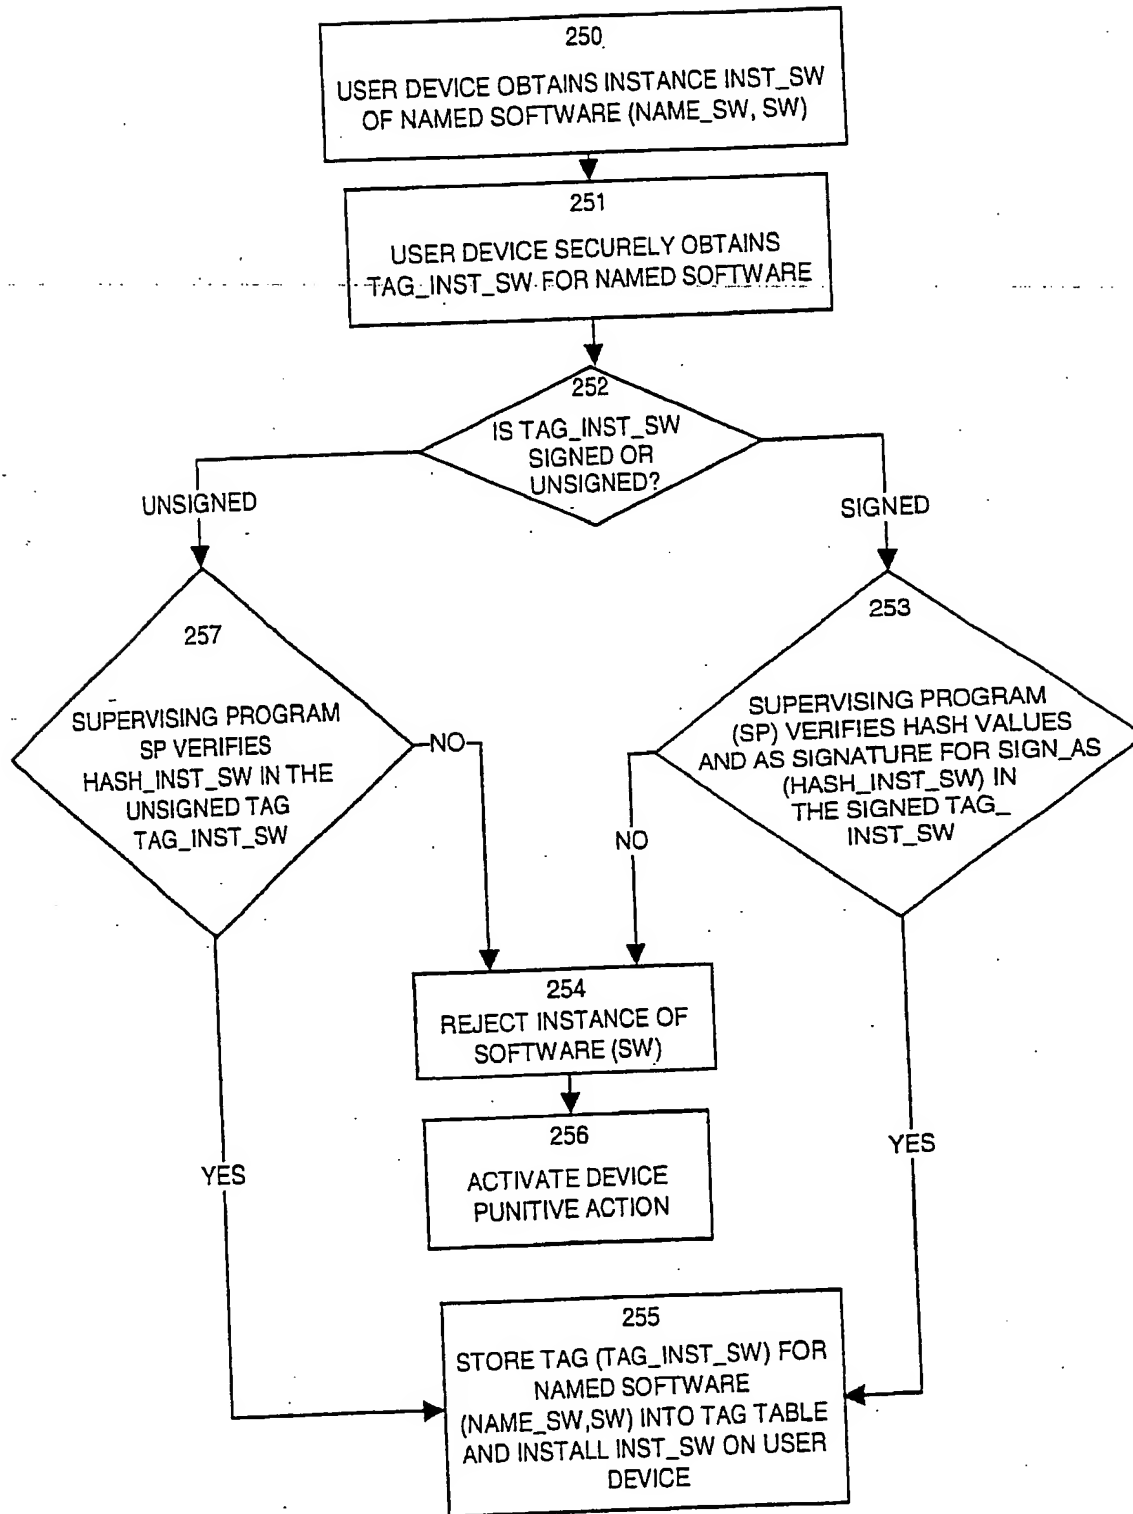 250
USER DEVICE OBTAINS INSTANCE INST_SW
OF NAMED SOFTWARE (NAME_SW, SW)
251
USER DEVICE SECURELY OBTAINS
TAG_INST_SW FOR NAMED SOFTWARE
252
IS TAG_INST_SW
SIGNED OR
UNSIGNED?
UNSIGNED
SIGNED
257
SUPERVISING PROGRAM
SP VERIFIES
HASH_INST_SW IN THE
UNSIGNED TAG
TAG_INST_SW
NO
253
SUPERVISING PROGRAM
(SP) VERIFIES HASH VALUES
AND AS SIGNATURE FOR SIGN_AS
(HASH_INST_SW) IN
THE SIGNED TAG_
INST_SW
NO
254
REJECT INSTANCE OF
SOFTWARE (SW)
256
ACTIVATE DEVICE
PUNITIVE ACTION
YES
YES
255
STORE TAG (TAG_INST_SW) FOR
NAMED SOFTWARE
(NAME_SW,SW) INTO TAG TABLE
AND INSTALL INST_SW ON USER
DEVICE